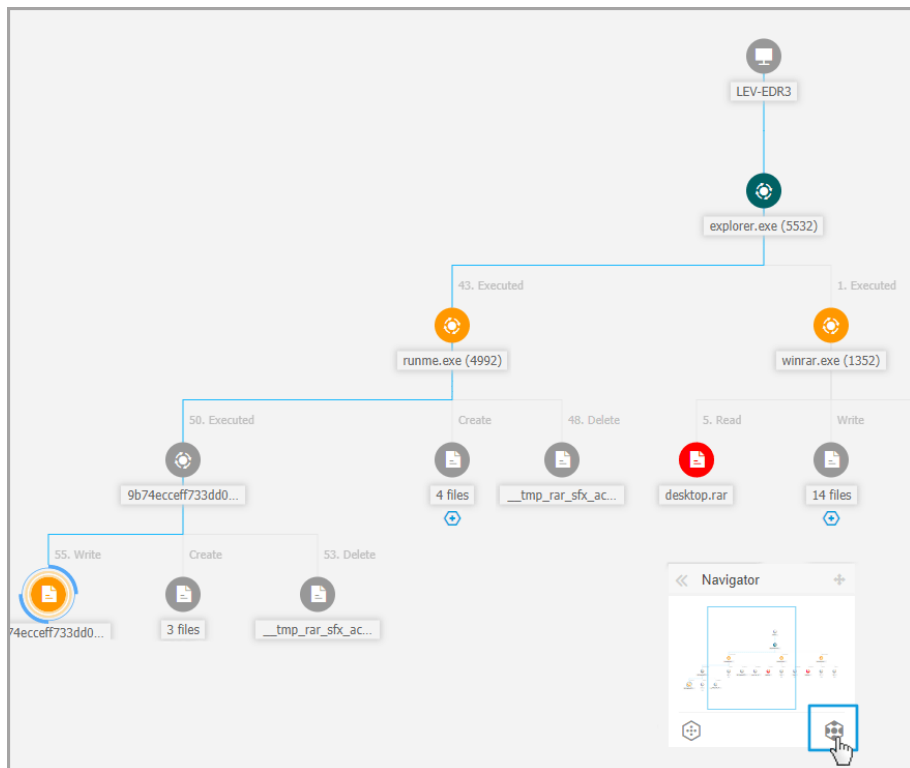 LEV-EDR3
explorer.exe (5532)
43. Executed
1. Executed
runme.exe (4992)
winrar.exe (1352)
50. Executed
Create
48. Delete
5. Read
Write
9b74ecceff733dd0...
4 files
__tmp_rar_sfx_ac...
desktop.rar
14 files
55. Write
Create
53. Delete
74ecceff733dd0...
3 files
__tmp_rar_sfx_ac...
Navigator